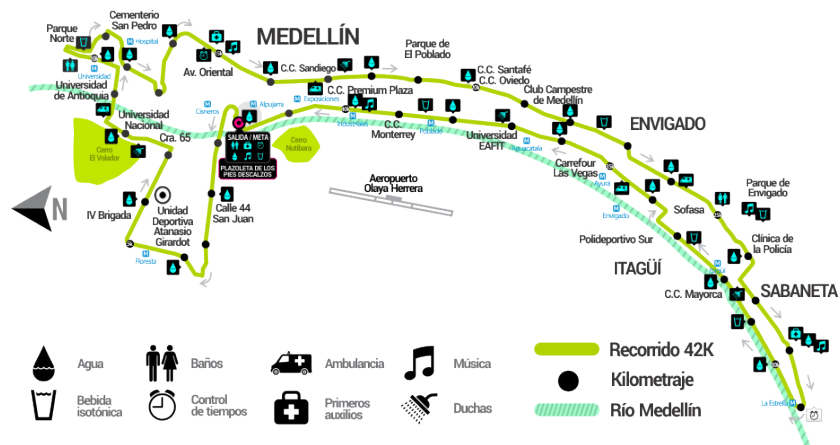 Cementerio
San Pedro
Parque
Norte
Hospital
MEDELLÍN
Universidad
Universidad
de Antioquia
Av. Oriental
C.C. Sandiego
Parque de
El Poblado
C.C. Santafé
C.C. Oviedo
C.C. Premium Plaza
Club Campestre
de Medellín
Cisneros
Alpujarra
Exposiciones
Universidad
Nacional
Cra. 65
SALIDA / META
PLAZOLETA DE LOS
PIES DESCALZOS
Cerro
El Volador
Cerro
Nutibara
Industriales
C.C.
Monterrey
Poblado
Universidad
EAFIT
Aguacatala
ENVIGADO
Carrefour
Las Vegas
Ayurá
Envigado
Parque de
Envigado
Sofasa
Aeropuerto
Olaya Herrera
N
IV Brigada
Unidad
Deportiva
Atanasio
Girardot
Calle 44
San Juan
Floresta
Polideportivo Sur
Clínica de
la Policía
ITAGÜÍ
Itagüí
C.C. Mayorca
SABANETA
La Estrella
Agua
Baños
Ambulancia
Música
Bebida
isotónica
Control
de tiempos
Primeros
auxilios
Duchas
Recorrido 42K
Kilometraje
Río Medellín